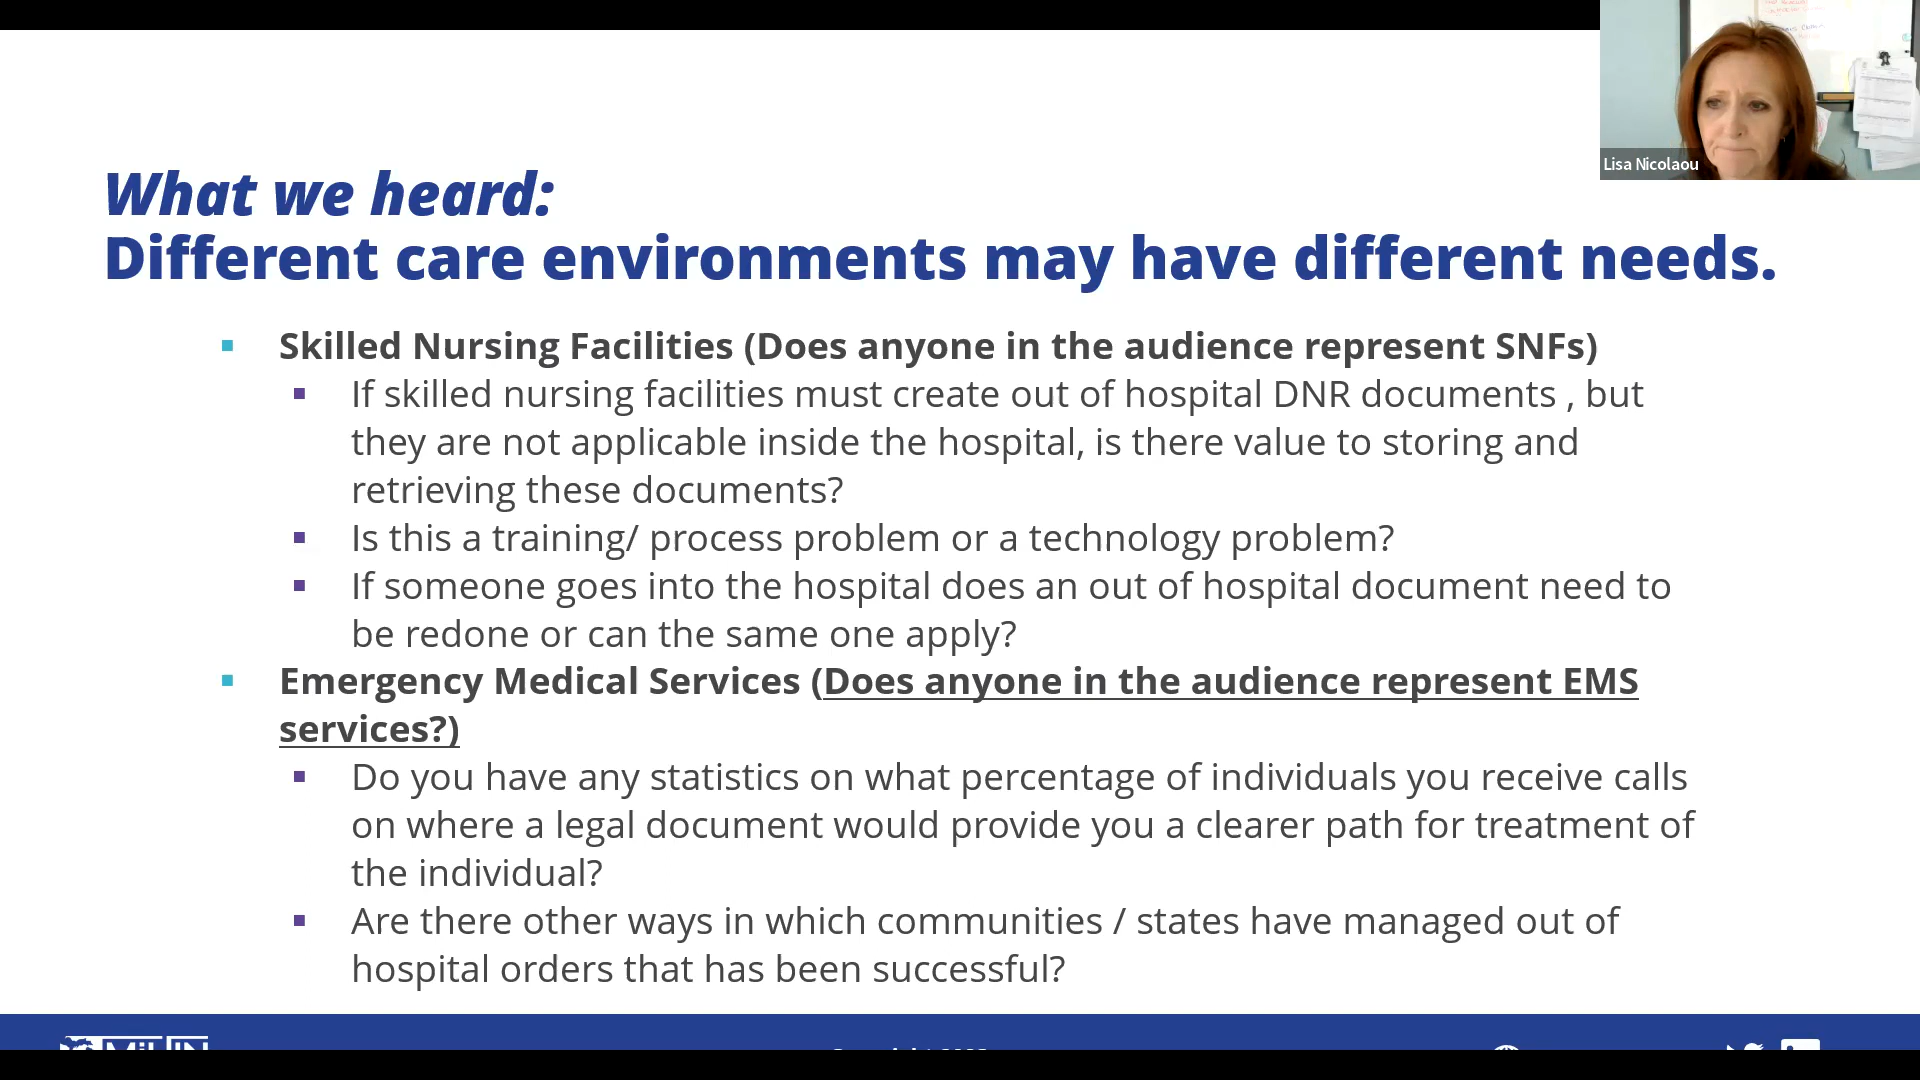 Lisa Nicolaou
What we heard:
Different care environments may have different needs.
Skilled Nursing Facilities (Does anyone in the audience represent SNFs)
If skilled nursing facilities must create out of hospital DNR documents , but
they are not applicable inside the hospital, is there value to storing and
retrieving these documents?
Is this a training/ process problem or a technology problem?
If someone goes into the hospital does an out of hospital document need to
be redone or can the same one apply?
Emergency Medical Services (Does anyone in the audience represent EMS
services?)
Do you have any statistics on what percentage of individuals you receive calls
on where a legal document would provide you a clearer path for treatment of
the individual?
Are there other ways in which communities / states have managed out of
hospital orders that has been successful?